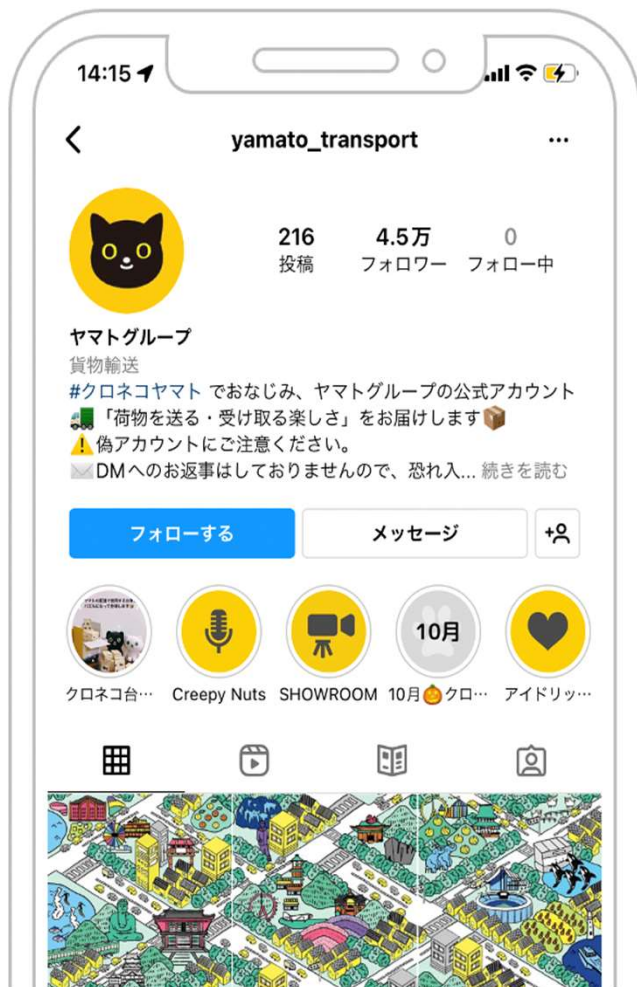 14:15
yamato_transport
216
4.5万
0
投稿
フォロワー
フォロー中
ヤマトグループ
貨物輸送
#クロネコヤマト でおなじみ、ヤマトグループの公式アカウント
「荷物を送る・受け取る楽しさ」をお届けします
偽アカウントにご注意ください。
DMへのお返事はしておりませんので、恐れ入... 続きを読む
フォローする
メッセージ
10月
クロネコ台…
Creepy Nuts
SHOWROOM
10月🎃クロ…
アイドリッ…